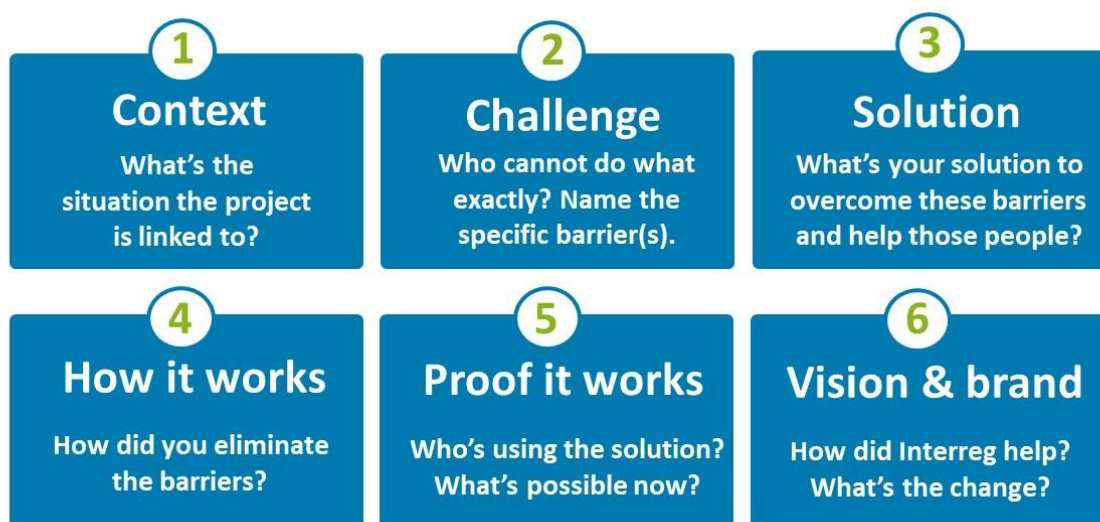 1
Context
What's the
situation the project
is linked to?
2
Challenge
Who cannot do what
exactly? Name the
specific barrier(s).
3
Solution
What's your solution to
overcome these barriers
and help those people?
4
How it works
How did you eliminate
the barriers?
5
Proof it works
Who's using the solution?
What's possible now?
6
Vision & brand
How did Interreg help?
What's the change?